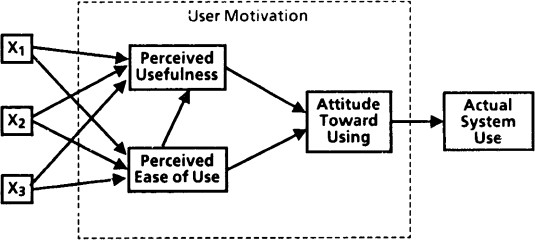 User Motivation
X1
X2
X3
Perceived
Usefulness
Perceived
Ease of Use
Attitude
Toward
Using
Actual
System
Use